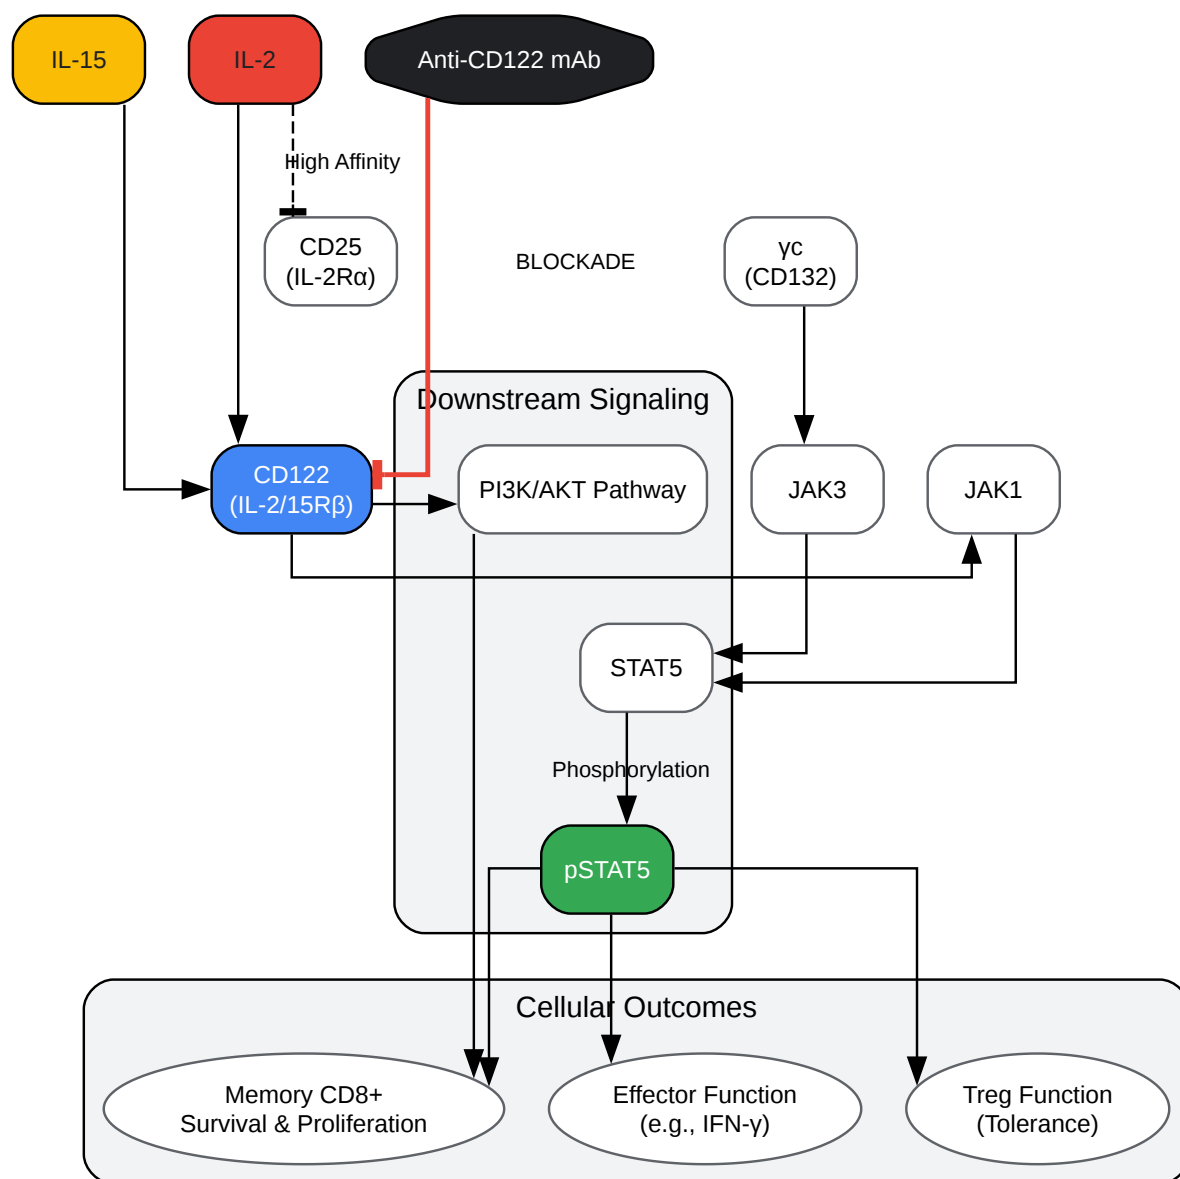 IL-15
IL-2
Anti-CD122 mAb
High Affinity
CD25
(IL-2Rα)
BLOCKADE
γc
(CD132)
Downstream Signaling
CD122
(IL-2/15Rβ)
PI3K/AKT Pathway
JAK3
JAK1
STAT5
Phosphorylation
pSTAT5
Cellular Outcomes
Memory CD8+
Survival & Proliferation
Effector Function
(e.g., IFN-γ)
Treg Function
(Tolerance)